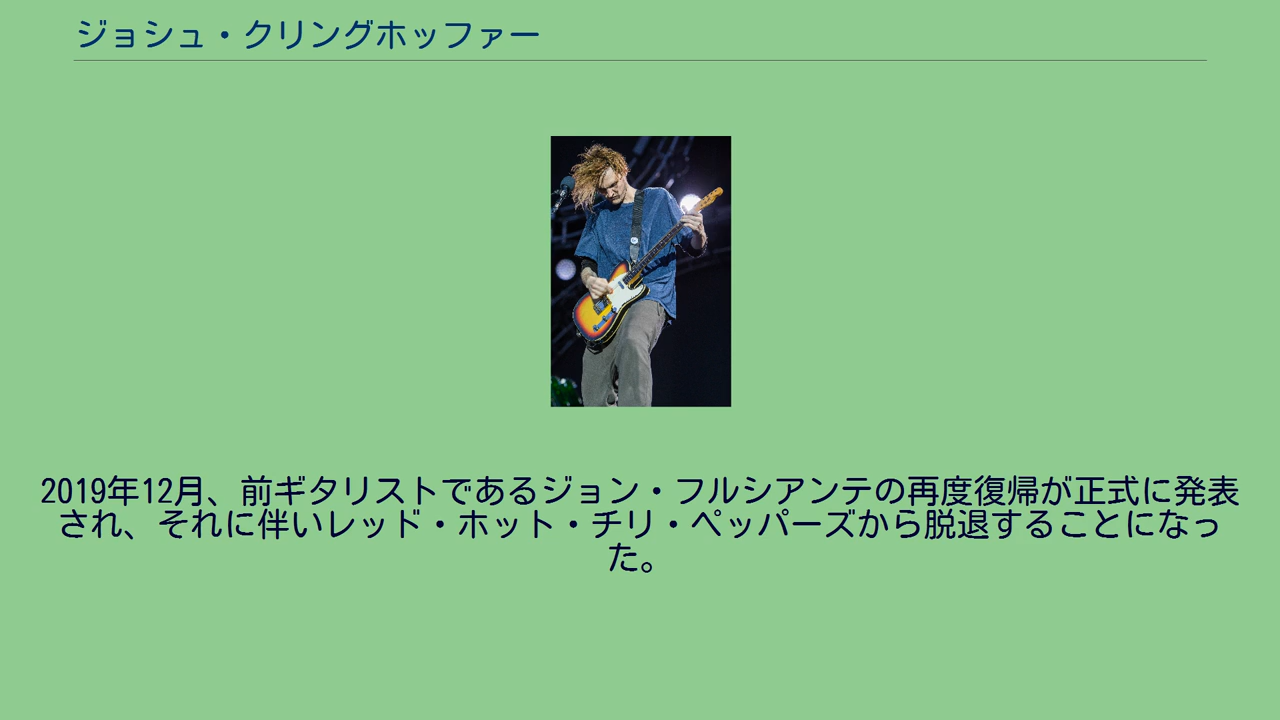 ジョシュ・クリングホッファー
2019年12月、前ギタリストであるジョン・フルシアンテの再度復帰が正式に発表
され、それに伴いレッド・ホット・チリ・ペッパーズから脱退することになっ
た。